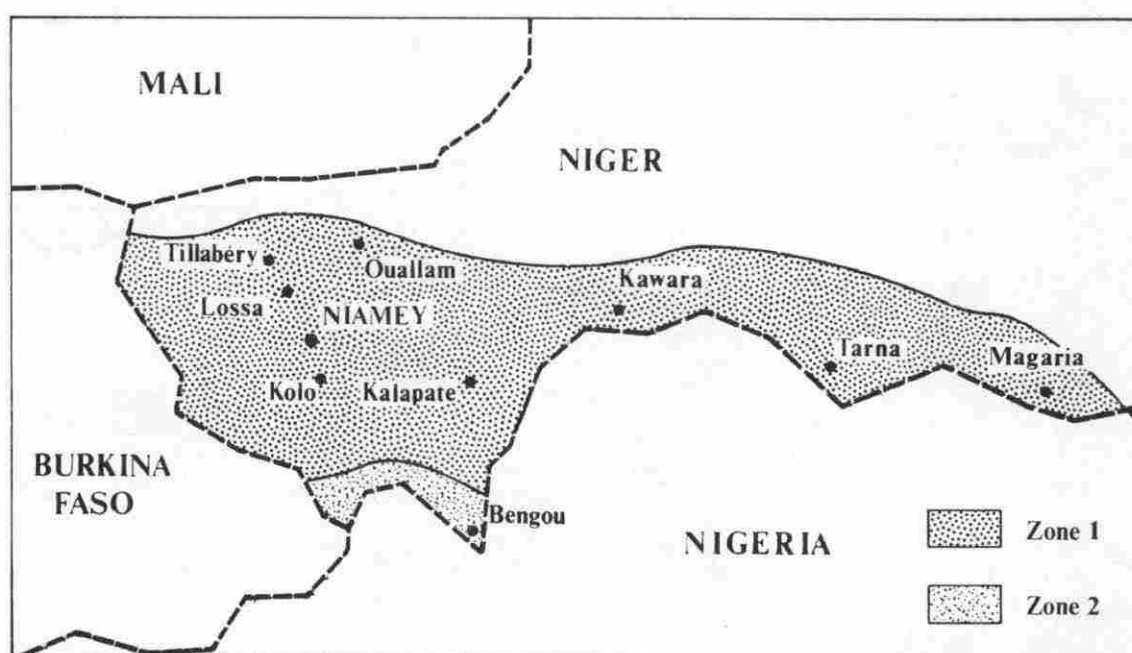 MALI
NIGER
Tillabéry
Ouallam
Kawara
Lossa
NIAMEY
Tarna
Magaria
Kolo
Kalapate
BURKINA
FASO
Bengou
NIGERIA
Zone 1
Zone 2